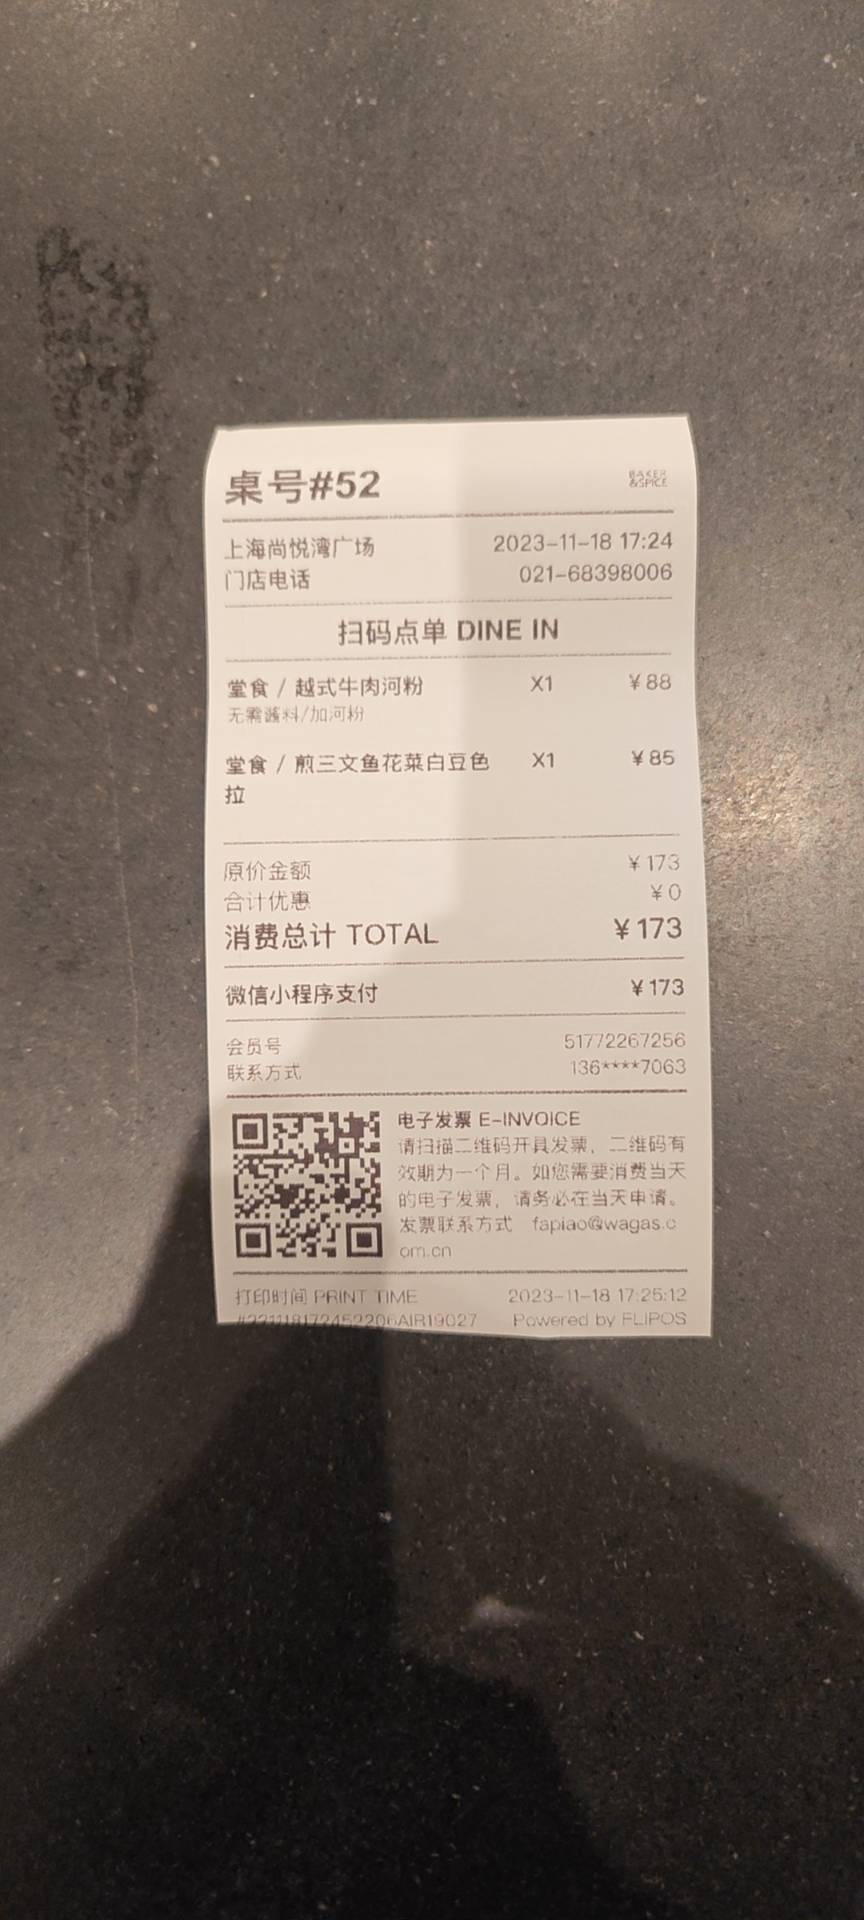 桌号#52
BAKER
&SPICE
上海尚悦湾广场 2023-11-18 17:24
门店电话 021-68398006
扫码点单 DINE IN
堂食 / 越式牛肉河粉 X1 ¥88
无需酱料/加河粉
堂食 / 煎三文鱼花菜白豆色 X1 ¥85
拉
原价金额 ¥173
合计优惠 ¥0
消费总计 TOTAL ¥173
微信小程序支付 ¥173
会员号 51772267256
联系方式 136****7063
电子发票 E-INVOICE
请扫描二维码开具发票，二维码有
效期为一个月。如您需要消费当天
的电子发票，请务必在当天申请。
发票联系方式 fapiao@wagas.c
om.cn
打印时间 PRINT TIME 2023-11-18 17:25:12
Powered by FLIPOS